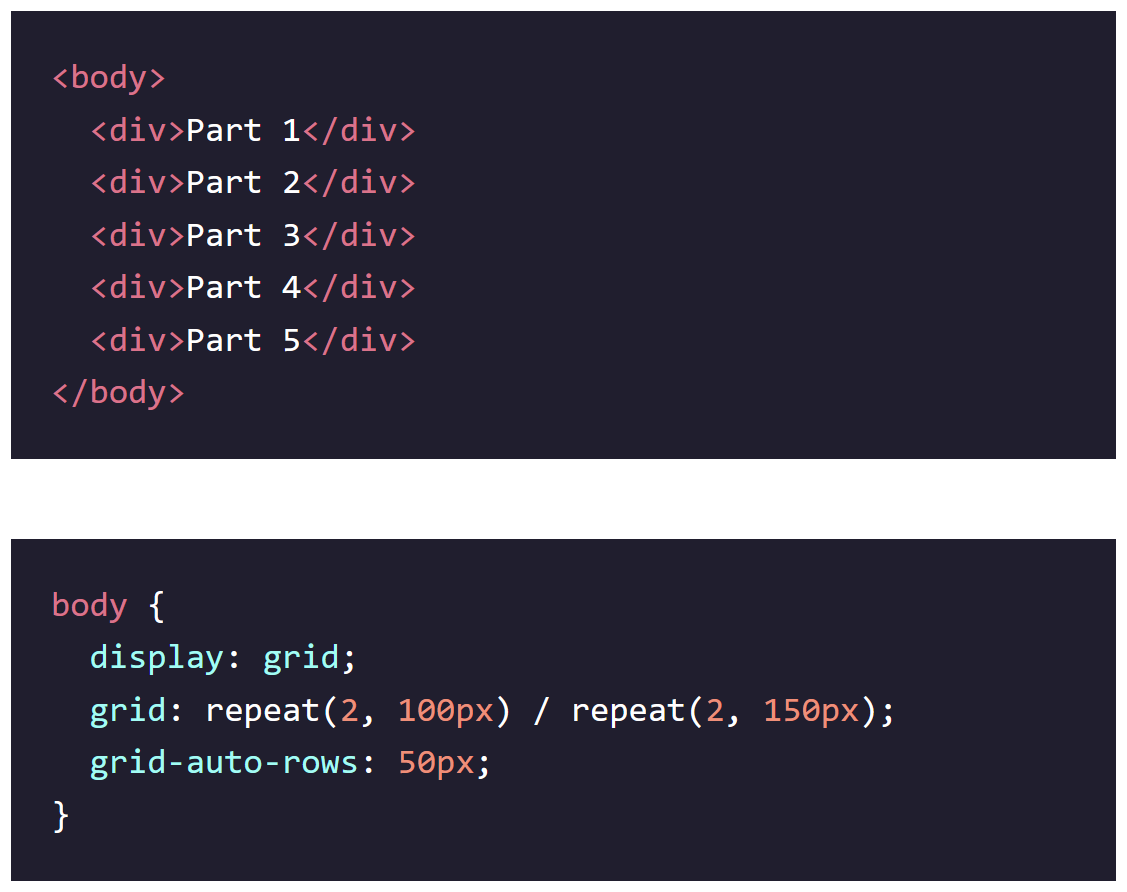 <body>
  <div>Part 1</div>
  <div>Part 2</div>
  <div>Part 3</div>
  <div>Part 4</div>
  <div>Part 5</div>
</body>
body {
  display: grid;
  grid: repeat(2, 100px) / repeat(2, 150px);
  grid-auto-rows: 50px;
}